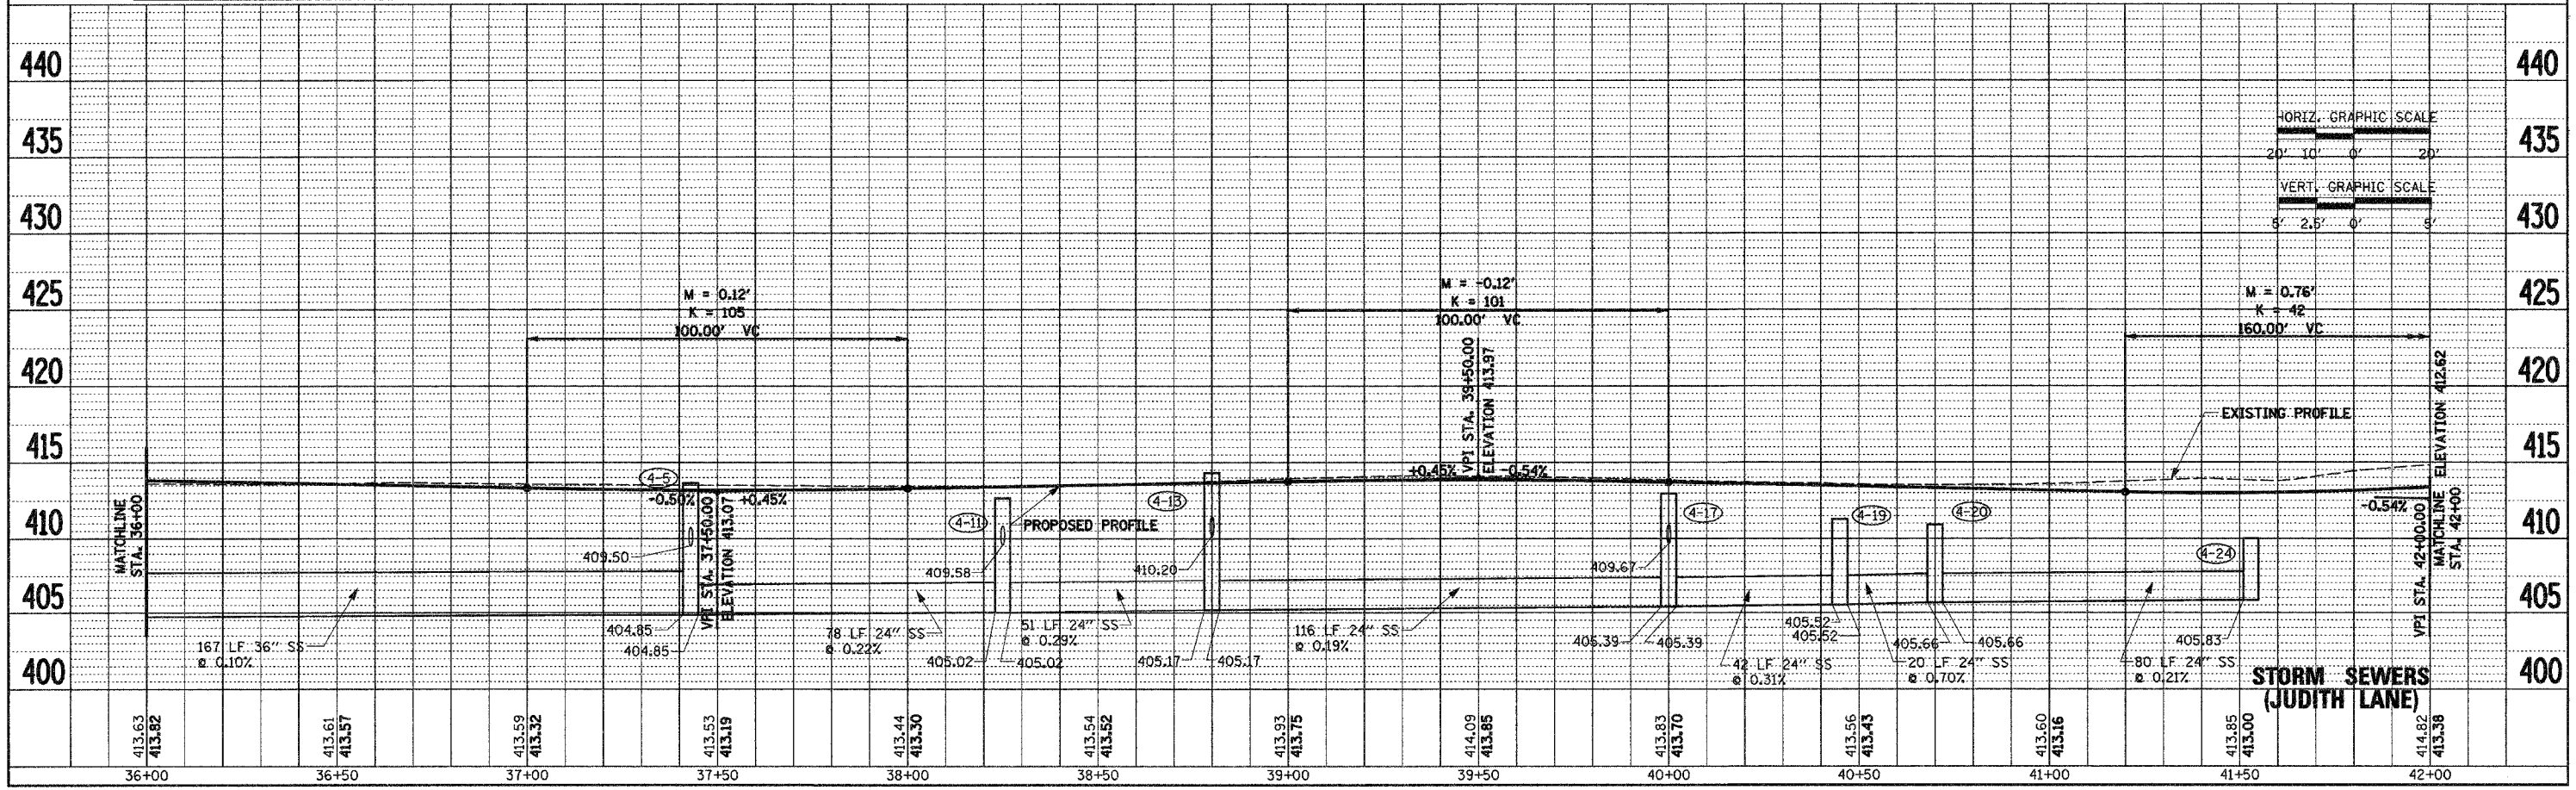 440
440
HORIZ. GRAPHIC SCALE
435
435
20' 10' 0' 20'
VERT. GRAPHIC SCALE
430
430
5' 2.5' 0' 5'
425
425
M = 0.12'
K = 105
100.00' VC
M = -0.12'
K = 101
100.00' VC
M = 0.76'
K = 42
160.00' VC
420
420
EXISTING PROFILE
415
415
VPI STA. 39+50.00
ELEVATION 413.97
+0.45%
-0.54%
4-5
-0.50%
+0.45%
VPI STA. 37+50.00
ELEVATION 413.07
4-11
PROPOSED PROFILE
4-13
4-17
4-19
4-20
4-24
-0.54%
VPI STA. 42+00.00
ELEVATION 412.62
MATCHLINE
STA. 42+00
MATCHLINE
STA. 36+00
410
410
409.50
409.58
410.20
409.67
405
405
167 LF 36" SS
@ 0.10%
404.85
404.85
78 LF 24" SS
@ 0.22%
405.02
405.02
51 LF 24" SS
@ 0.29%
405.17
405.17
116 LF 24" SS
@ 0.19%
405.39
405.39
42 LF 24" SS
@ 0.31%
405.52
405.52
20 LF 24" SS
@ 0.70%
405.66
405.66
80 LF 24" SS
@ 0.21%
405.83
400
400
STORM SEWERS
(JUDITH LANE)
413.63
413.82
413.61
413.57
413.59
413.32
413.53
413.19
413.44
413.30
413.54
413.52
413.93
413.75
414.09
413.85
413.83
413.70
413.56
413.43
413.60
413.16
413.85
413.00
414.82
413.38
36+00
36+50
37+00
37+50
38+00
38+50
39+00
39+50
40+00
40+50
41+00
41+50
42+00